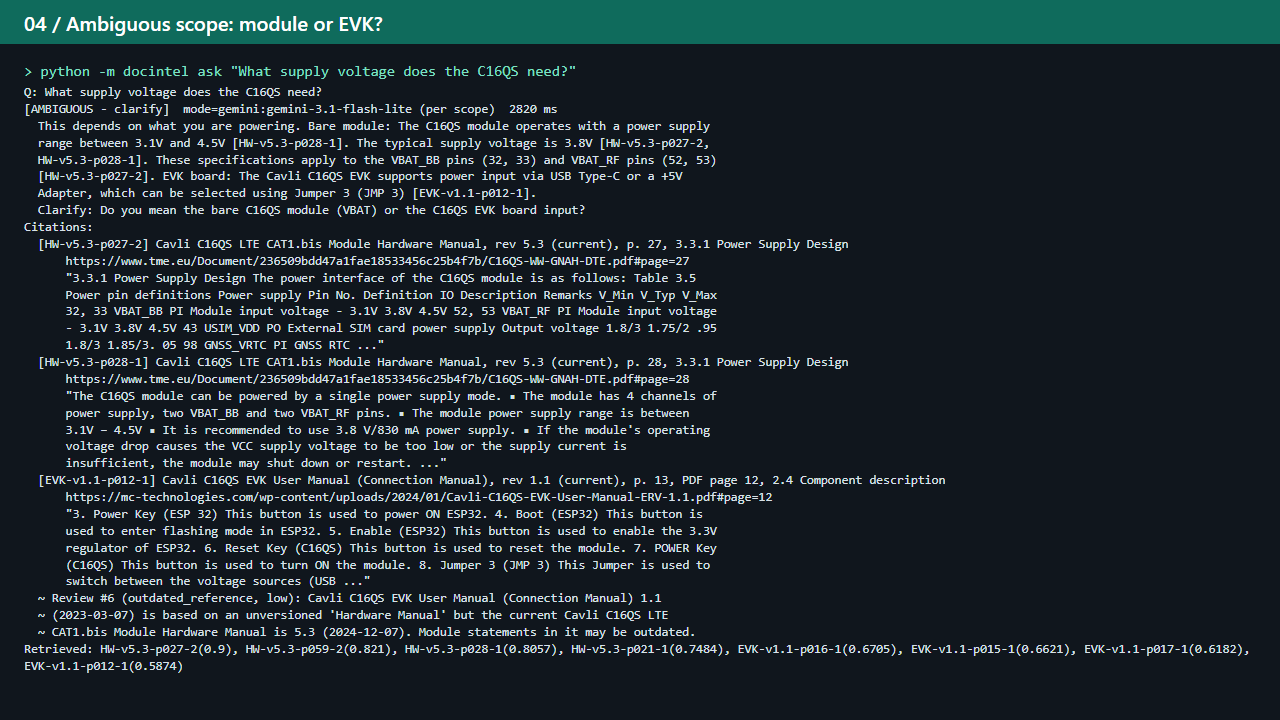 04 / Ambiguous scope: module or EVK?
> python -m docintel ask "What supply voltage does the C16QS need?"
Q: What supply voltage does the C16QS need?
[AMBIGUOUS - clarify]  mode=gemini:gemini-3.1-flash-lite (per scope)  2820 ms
This depends on what you are powering. Bare module: The C16QS module operates with a power supply
range between 3.1V and 4.5V [HW-v5.3-p028-1]. The typical supply voltage is 3.8V [HW-v5.3-p027-2,
HW-v5.3-p028-1]. These specifications apply to the VBAT_BB pins (32, 33) and VBAT_RF pins (52, 53)
[HW-v5.3-p027-2]. EVK board: The Cavli C16QS EVK supports power input via USB Type-C or a +5V
Adapter, which can be selected using Jumper 3 (JMP 3) [EVK-v1.1-p012-1].
Clarify: Do you mean the bare C16QS module (VBAT) or the C16QS EVK board input?
Citations:
[HW-v5.3-p027-2] Cavli C16QS LTE CAT1.bis Module Hardware Manual, rev 5.3 (current), p. 27, 3.3.1 Power Supply Design
https://www.tme.eu/Document/236509bdd47a1fae18533456c25b4f7b/C16QS-WW-GNAH-DTE.pdf#page=27
"3.3.1 Power Supply Design The power interface of the C16QS module is as follows: Table 3.5
Power pin definitions Power supply Pin No. Definition IO Description Remarks V_Min V_Typ V_Max
32, 33 VBAT_BB PI Module input voltage - 3.1V 3.8V 4.5V 52, 53 VBAT_RF PI Module input voltage
- 3.1V 3.8V 4.5V 43 USIM_VDD PO External SIM card power supply Output voltage 1.8/3 1.75/2 .95
1.8/3 1.85/3. 05 98 GNSS_VRTC PI GNSS RTC ..."
[HW-v5.3-p028-1] Cavli C16QS LTE CAT1.bis Module Hardware Manual, rev 5.3 (current), p. 28, 3.3.1 Power Supply Design
https://www.tme.eu/Document/236509bdd47a1fae18533456c25b4f7b/C16QS-WW-GNAH-DTE.pdf#page=28
"The C16QS module can be powered by a single power supply mode. ▪ The module has 4 channels of
power supply, two VBAT_BB and two VBAT_RF pins. ▪ The module power supply range is between
3.1V – 4.5V ▪ It is recommended to use 3.8 V/830 mA power supply. ▪ If the module's operating
voltage drop causes the VCC supply voltage to be too low or the supply current is
insufficient, the module may shut down or restart. ..."
[EVK-v1.1-p012-1] Cavli C16QS EVK User Manual (Connection Manual), rev 1.1 (current), p. 13, PDF page 12, 2.4 Component description
https://mc-technologies.com/wp-content/uploads/2024/01/Cavli-C16QS-EVK-User-Manual-ERV-1.1.pdf#page=12
"3. Power Key (ESP 32) This button is used to power ON ESP32. 4. Boot (ESP32) This button is
used to enter flashing mode in ESP32. 5. Enable (ESP32) This button is used to enable the 3.3V
regulator of ESP32. 6. Reset Key (C16QS) This button is used to reset the module. 7. POWER Key
(C16QS) This button is used to turn ON the module. 8. Jumper 3 (JMP 3) This Jumper is used to
switch between the voltage sources (USB ..."
~ Review #6 (outdated_reference, low): Cavli C16QS EVK User Manual (Connection Manual) 1.1
~ (2023-03-07) is based on an unversioned 'Hardware Manual' but the current Cavli C16QS LTE
~ CAT1.bis Module Hardware Manual is 5.3 (2024-12-07). Module statements in it may be outdated.
Retrieved: HW-v5.3-p027-2(0.9), HW-v5.3-p059-2(0.821), HW-v5.3-p028-1(0.8057), HW-v5.3-p021-1(0.7484), EVK-v1.1-p016-1(0.6705), EVK-v1.1-p015-1(0.6621), EVK-v1.1-p017-1(0.6182),
EVK-v1.1-p012-1(0.5874)